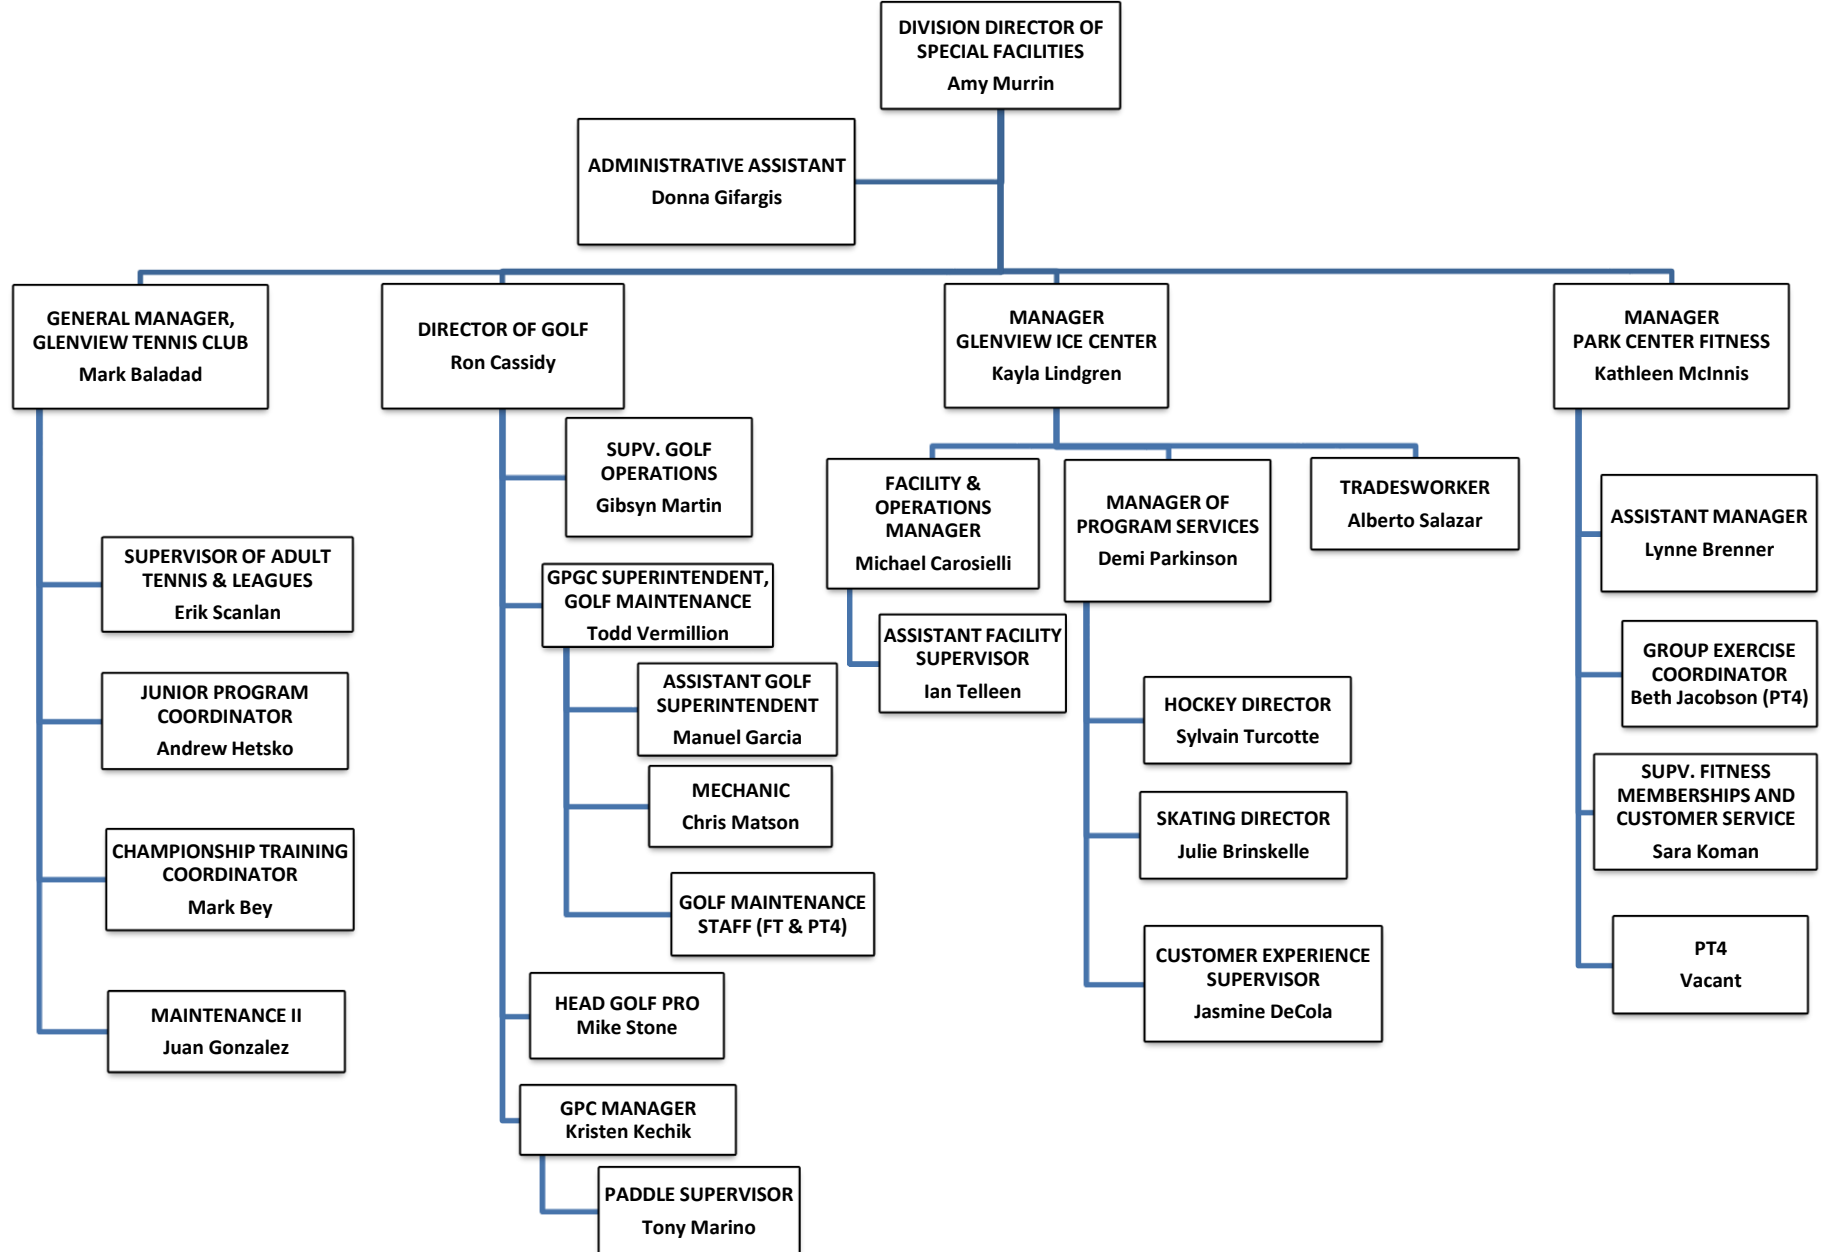 DIVISION DIRECTOR OF
SPECIAL FACILITIES
Amy Murrin
ADMINISTRATIVE ASSISTANT
Donna Gifargis
GENERAL MANAGER,
GLENVIEW TENNIS CLUB
Mark Baladad
DIRECTOR OF GOLF
Ron Cassidy
MANAGER
GLENVIEW ICE CENTER
Kayla Lindgren
MANAGER
PARK CENTER FITNESS
Kathleen McInnis
SUPERVISOR OF ADULT
TENNIS & LEAGUES
Erik Scanlan
JUNIOR PROGRAM
COORDINATOR
Andrew Hetsko
CHAMPIONSHIP TRAINING
COORDINATOR
Mark Bey
MAINTENANCE II
Juan Gonzalez
SUPV. GOLF
OPERATIONS
Gibsyn Martin
GPGC SUPERINTENDENT,
GOLF MAINTENANCE
Todd Vermillion
ASSISTANT GOLF
SUPERINTENDENT
Manuel Garcia
MECHANIC
Chris Matson
GOLF MAINTENANCE
STAFF (FT & PT4)
HEAD GOLF PRO
Mike Stone
GPC MANAGER
Kristen Kechik
PADDLE SUPERVISOR
Tony Marino
FACILITY &
OPERATIONS
MANAGER
Michael Carosielli
ASSISTANT FACILITY
SUPERVISOR
Ian Telleen
MANAGER OF
PROGRAM SERVICES
Demi Parkinson
HOCKEY DIRECTOR
Sylvain Turcotte
SKATING DIRECTOR
Julie Brinskelle
CUSTOMER EXPERIENCE
SUPERVISOR
Jasmine DeCola
TRADESWORKER
Alberto Salazar
ASSISTANT MANAGER
Lynne Brenner
GROUP EXERCISE
COORDINATOR
Beth Jacobson (PT4)
SUPV. FITNESS
MEMBERSHIPS AND
CUSTOMER SERVICE
Sara Koman
PT4
Vacant